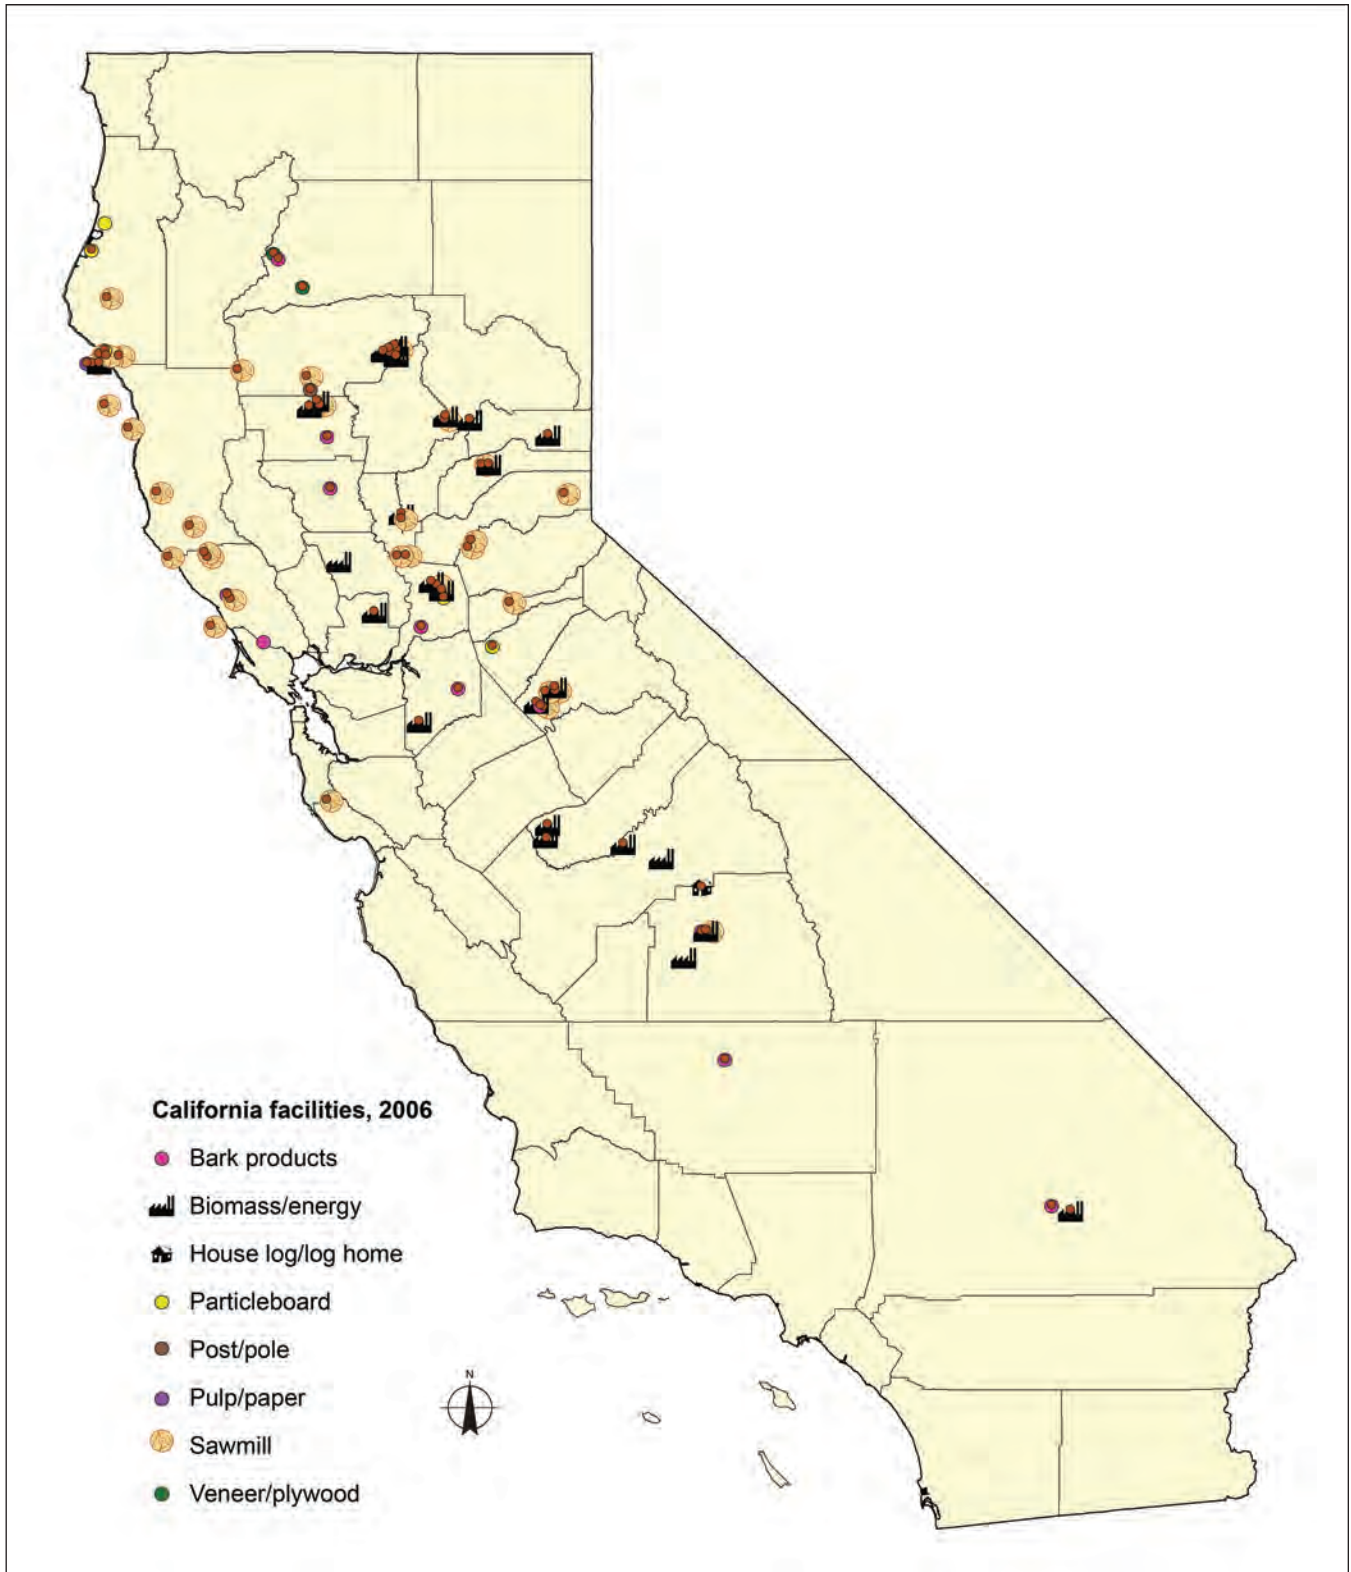 California facilities, 2006
Bark products
Biomass/energy
House log/log home
Particleboard
Post/pole
Pulp/paper
Sawmill
Veneer/plywood
N